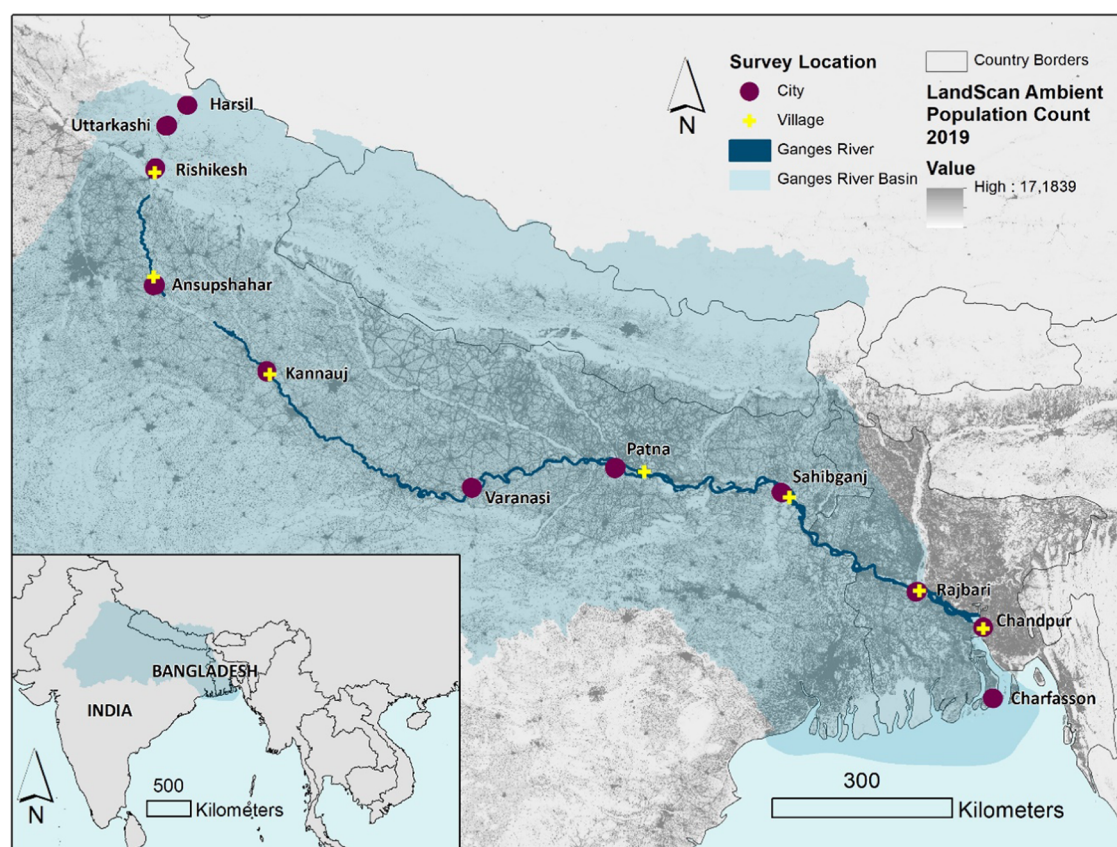 Survey Location
City
Village
Ganges River
Ganges River Basin
Country Borders
LandScan Ambient
Population Count
2019
Value
High : 17,1839
N
Harsil
Uttarkashi
Rishikesh
Ansupshahar
Kannauj
Varanasi
Patna
Sahibganj
Rajbari
Chandpur
Charfasson
300
Kilometers
BANGLADESH
INDIA
N
500
Kilometers